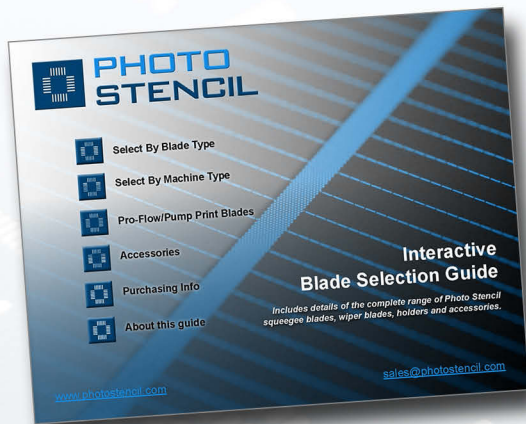 PHOTO
STENCIL
Select By Blade Type
Select By Machine Type
Pro-Flow/Pump Print Blades
Accessories
Purchasing Info
About this guide
Interactive
Blade Selection Guide
Includes details of the complete range of Photo Stencil
squeegee blades, wiper blades, holders and accessories.
www.photostencil.com
sales@photostencil.com